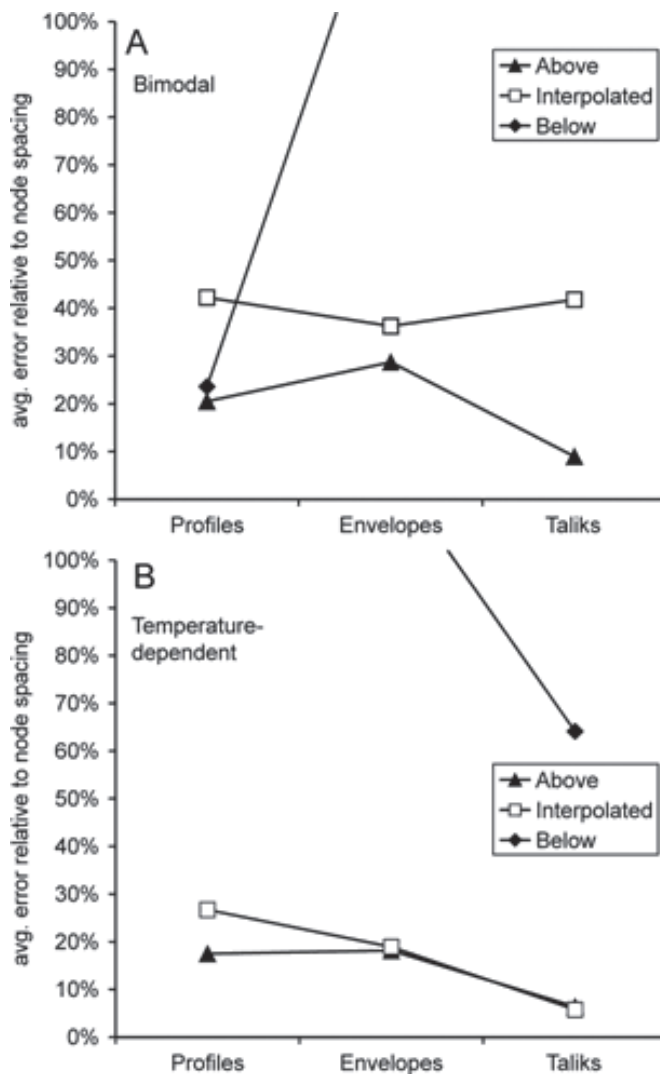 100%
A
90%
Bimodal
Above
Interpolated
Below
80%
70%
60%
50%
40%
30%
20%
10%
0%
avg. error relative to node spacing
Profiles
Envelopes
Taliks
100%
B
90%
Temperature-
dependent
80%
70%
60%
50%
Above
Interpolated
Below
40%
30%
20%
10%
0%
avg. error relative to node spacing
Profiles
Envelopes
Taliks